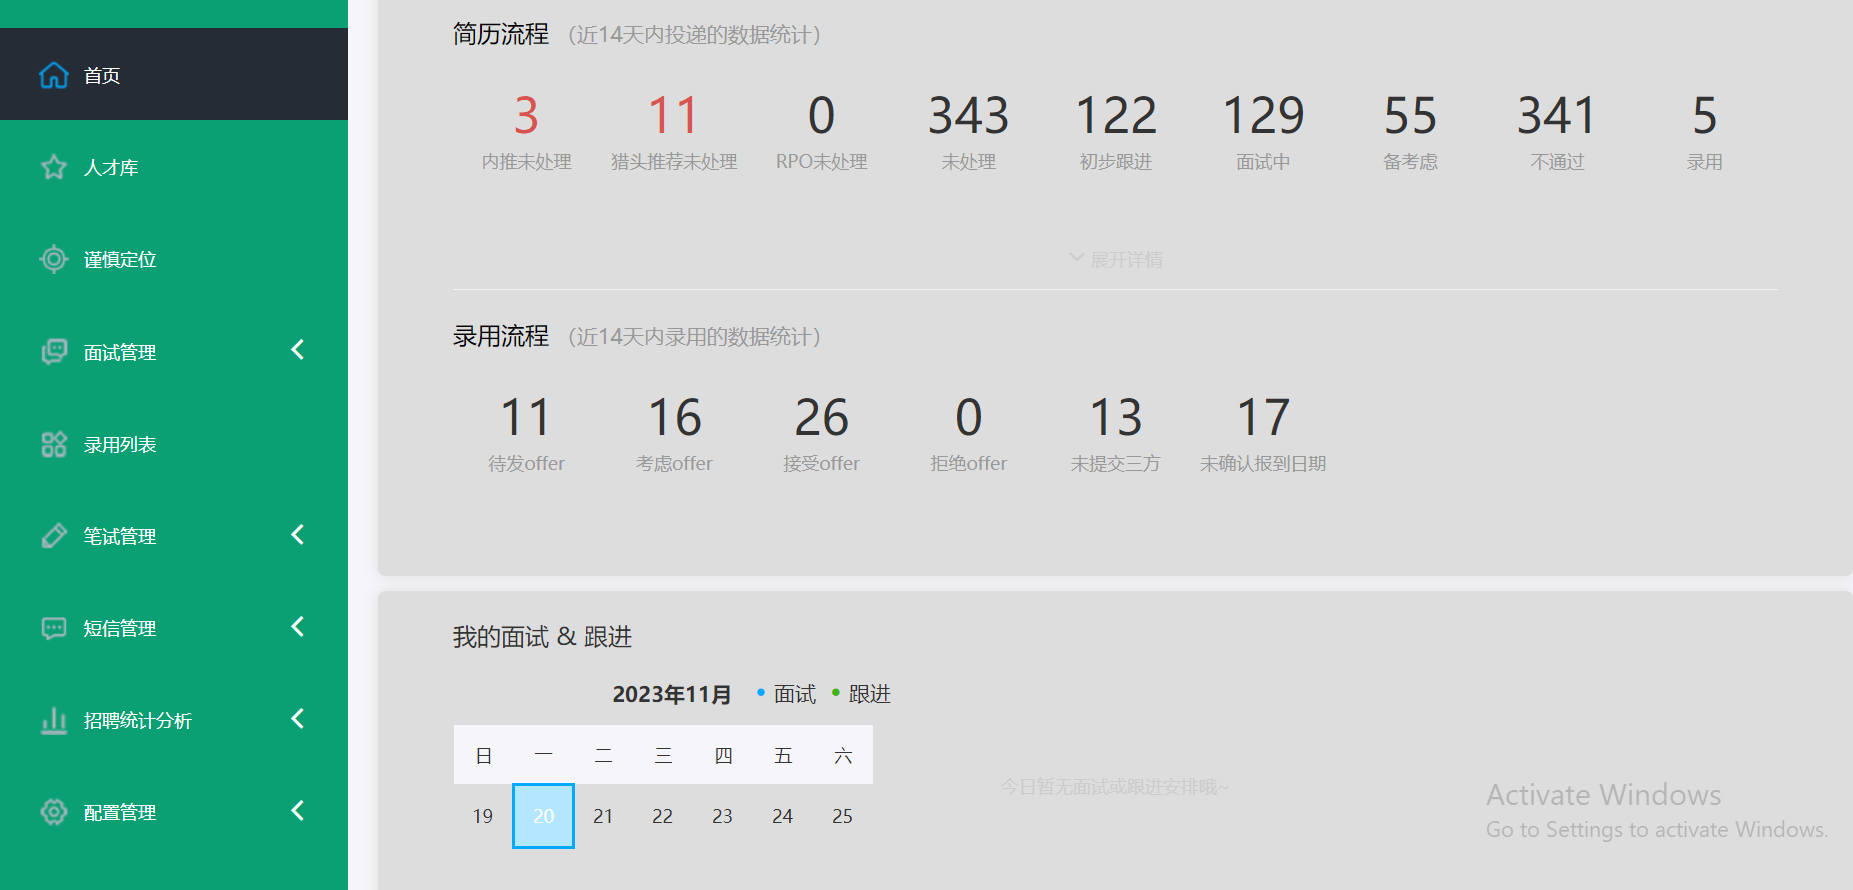 首页
人才库
谨慎定位
面试管理
录用列表
笔试管理
短信管理
招聘统计分析
配置管理
简历流程 （近14天内投递的数据统计）
3 11 0 343 122 129 55 341 5
内推未处理 猎头推荐未处理 RPO未处理 未处理 初步跟进 面试中 备考虑 不通过 录用
展开详情
录用流程 （近14天内录用的数据统计）
11 16 26 0 13 17
待发offer 考虑offer 接受offer 拒绝offer 未提交三方 未确认报到日期
我的面试 & 跟进
2023年11月 面试 跟进
日 一 二 三 四 五 六
19 20 21 22 23 24 25
今日暂无面试或跟进安排哦~
Activate Windows
Go to Settings to activate Windows.